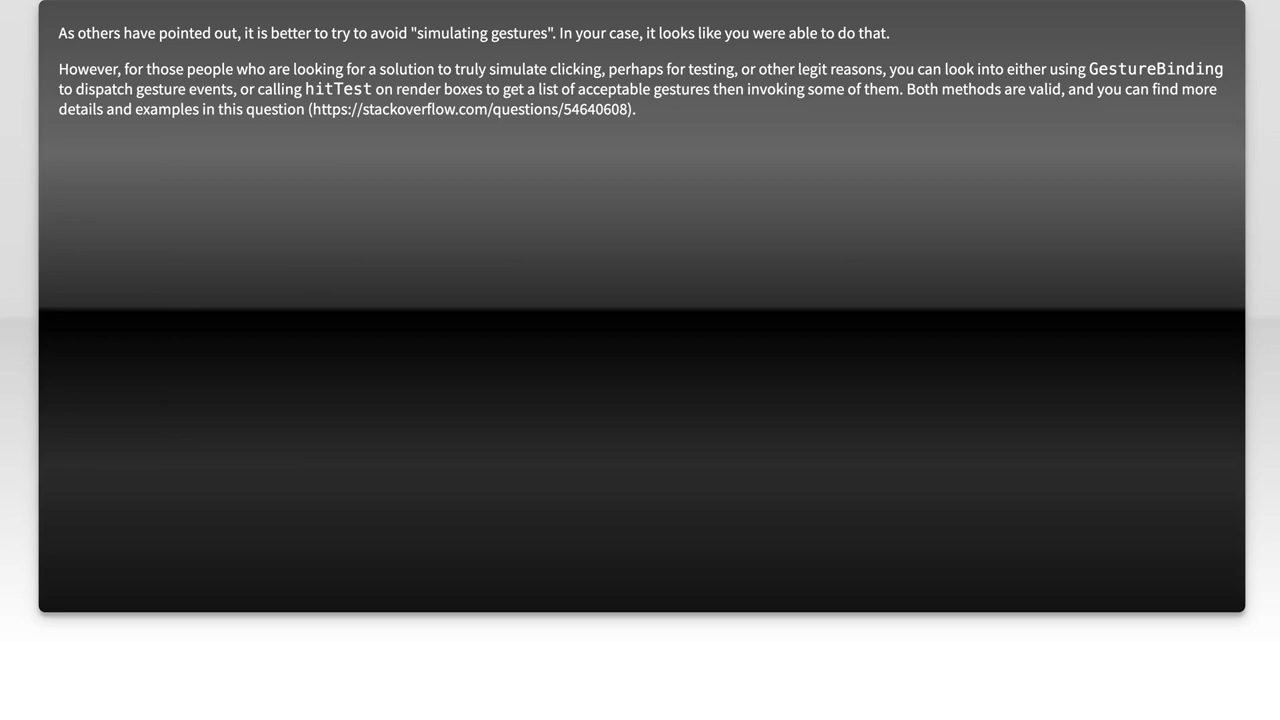 As others have pointed out, it is better to try to avoid "simulating gestures". In your case, it looks like you were able to do that.
However, for those people who are looking for a solution to truly simulate clicking, perhaps for testing, or other legit reasons, you can look into either using GestureBinding
to dispatch gesture events, or calling hitTest on render boxes to get a list of acceptable gestures then invoking some of them. Both methods are valid, and you can find more
details and examples in this question (https://stackoverflow.com/questions/54640608).